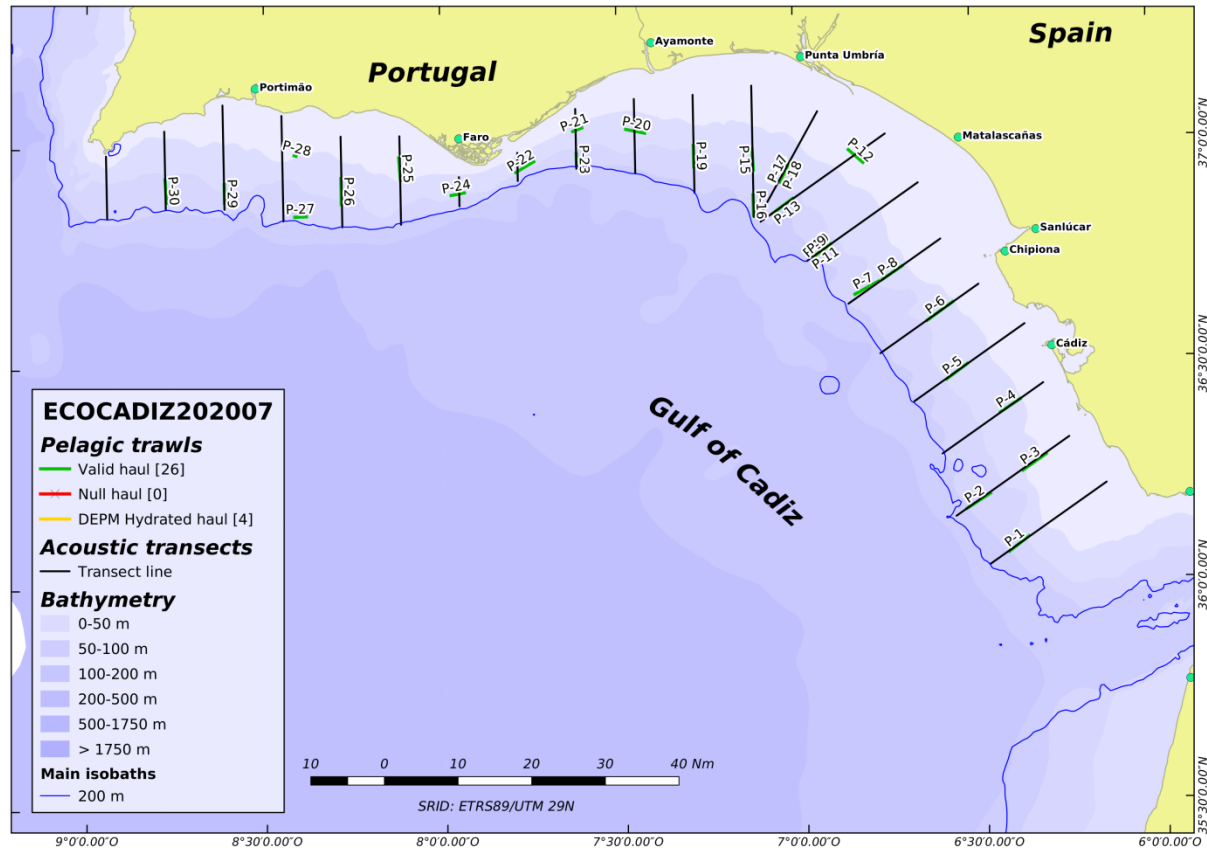 Spain
Portugal
Ayamonte
Punta Umbría
Portimão
Faro
Matalascañas
Sanlúcar
Chipiona
Cádiz
P-30
P-29
P-28
P-27
P-26
P-25
P-24
P-22
P-21
P-23
P-20
P-19
P-15
P-16
P-17
P-18
P-13
P-12
P-9
P-11
P-7
P-8
P-6
P-5
P-4
P-3
P-2
P-1
Gulf of Cadiz
ECOCADIZ202007
Pelagic trawls
Valid haul [26]
Null haul [0]
DEPM Hydrated haul [4]
Acoustic transects
Transect line
Bathymetry
0-50 m
50-100 m
100-200 m
200-500 m
500-1750 m
> 1750 m
Main isobaths
200 m
10 0 10 20 30 40 Nm
SRID: ETRS89/UTM 29N
37°0'0.00"N
36°30'0.00"N
36°0'0.00"N
35°30'0.00"N
9°0'0.00"O 8°30'0.00"O 8°0'0.00"O 7°30'0.00"O 7°0'0.00"O 6°30'0.00"O 6°0'0.00"O